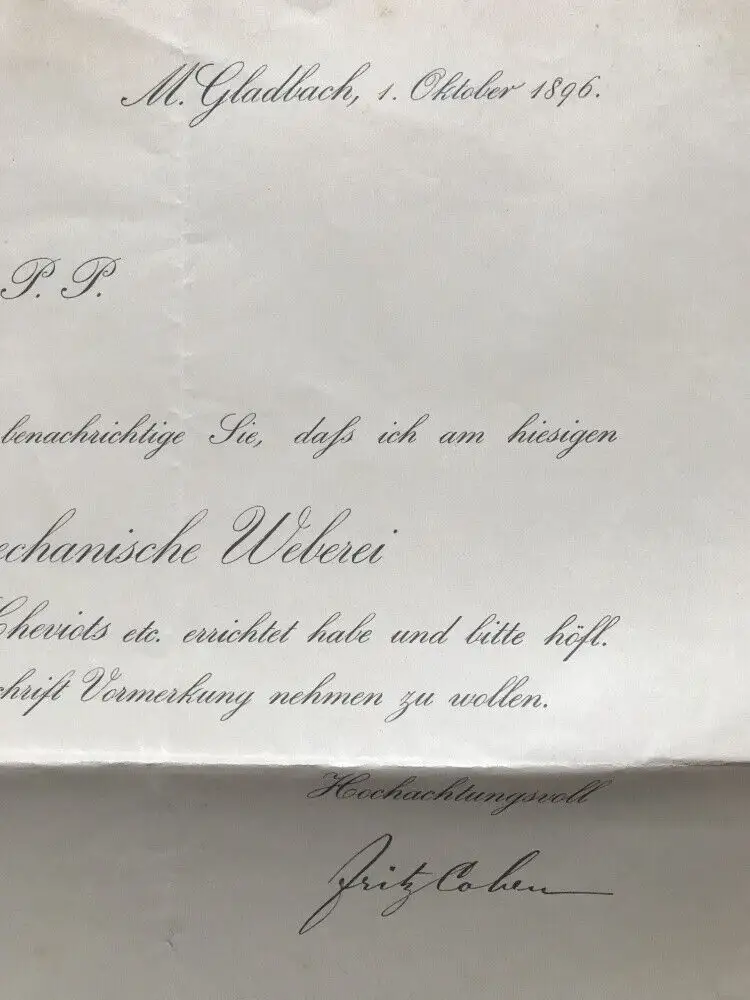 M. Gladbach, 1. Oktober 1896.
P. P.
benachrichtige Sie, daſs ich am hiesigen
echanische Weberei
Cheviots etc. errichtet habe und bitte höfl.
chrift Vormerkung nehmen zu wollen.
Hochachtungsvoll
Fritz Cohen